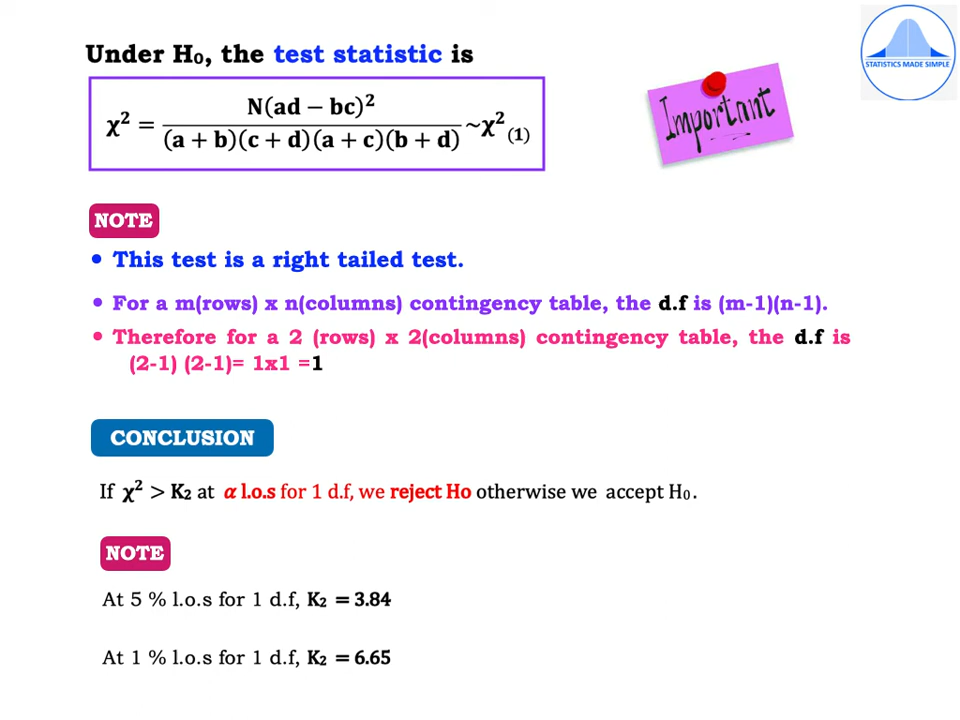 STATISTICS MADE SIMPLE
Under H₀, the test statistic is
χ² = N(ad − bc)² / (a + b)(c + d)(a + c)(b + d) ~χ² (1)
Important
NOTE
• This test is a right tailed test.
• For a m(rows) x n(columns) contingency table, the d.f is (m-1)(n-1).
• Therefore for a 2 (rows) x 2(columns) contingency table, the d.f is
(2-1) (2-1)= 1x1 =1
CONCLUSION
If χ² > K₂ at α l.o.s for 1 d.f, we reject Ho otherwise we accept H₀.
NOTE
At 5 % l.o.s for 1 d.f, K₂ = 3.84
At 1 % l.o.s for 1 d.f, K₂ = 6.65